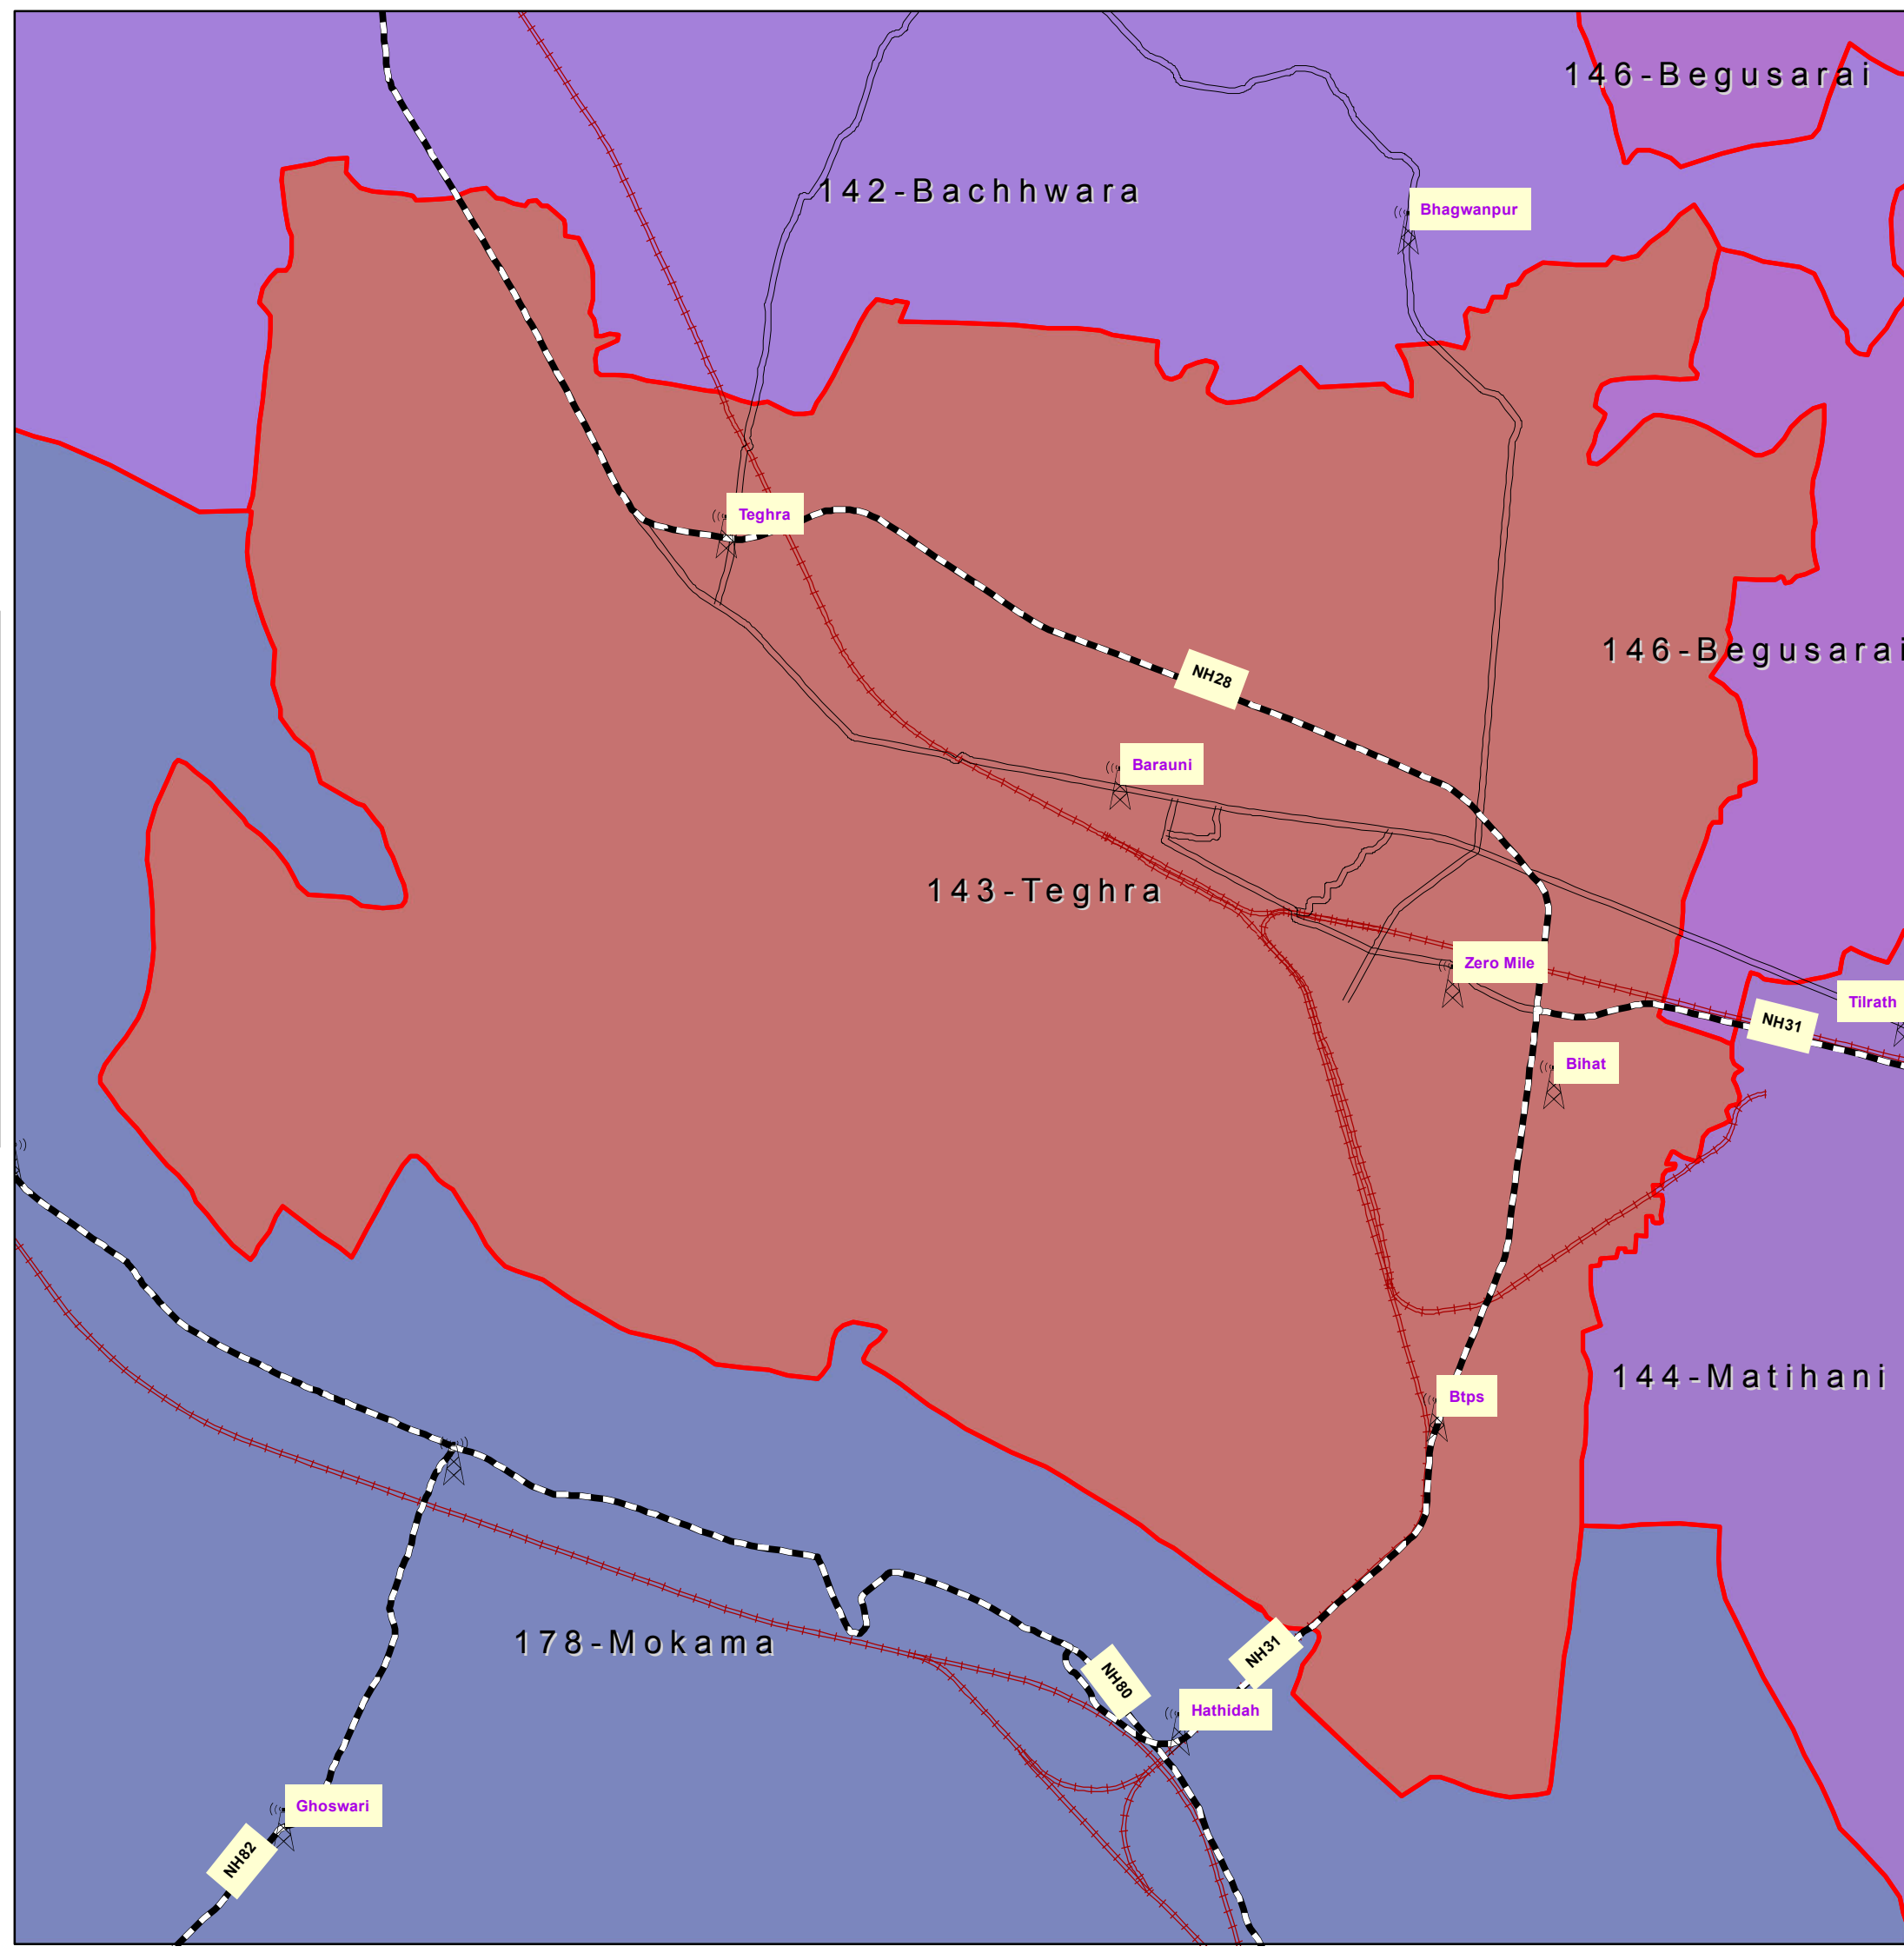 146-Begusarai
142-Bachhwara
Bhagwanpur
Teghra
146-Begusarai
NH28
Barauni
143-Teghra
Zero Mile
Tilrath
NH31
Bihat
144-Matihani
Btps
178-Mokama
NH31
NH80
Hathidah
Ghoswari
NH82